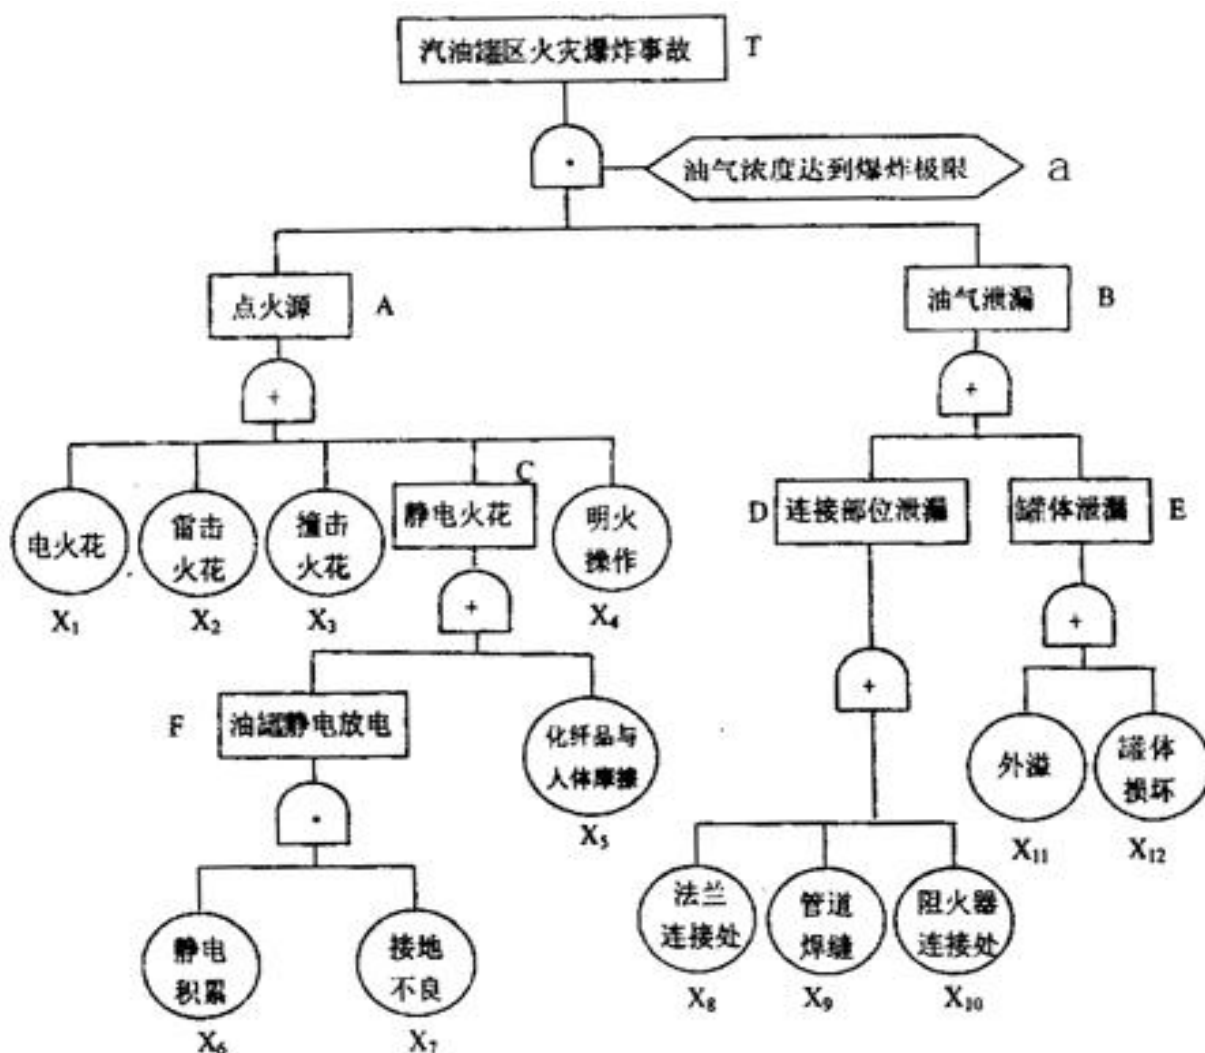 汽油罐区火灾爆炸事故 T
油气浓度达到爆炸极限 a
点火源 A
油气泄漏 B
+
+
C
电火花
雷击
火花
撞击
火花
静电火花
明火
操作
D 连接部位泄漏
罐体泄漏 E
X1 X2 X3 X4
+
+
+
F 油罐静电放电
化纤品与
人体摩擦
外溢
罐体
损坏
X5
X11 X12
静电
积累
接地
不良
法兰
连接处
管道
焊缝
阻火器
连接处
X8 X9 X10
X6 X7